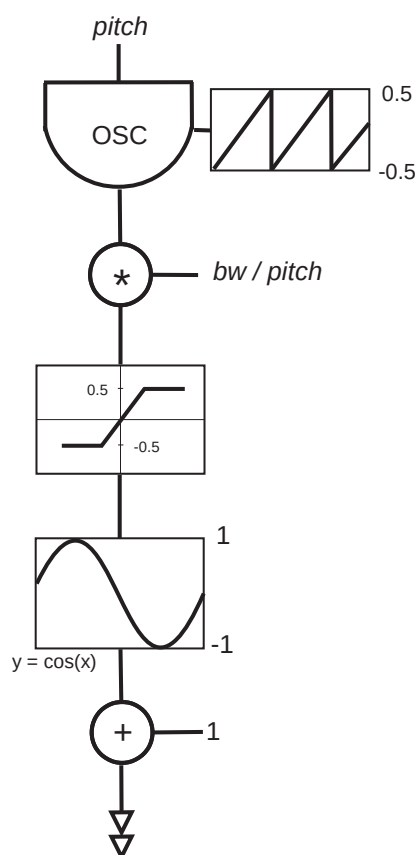 pitch
0.5
OSC
-0.5
*
bw / pitch
0.5
-0.5
1
-1
y = cos(x)
+
1